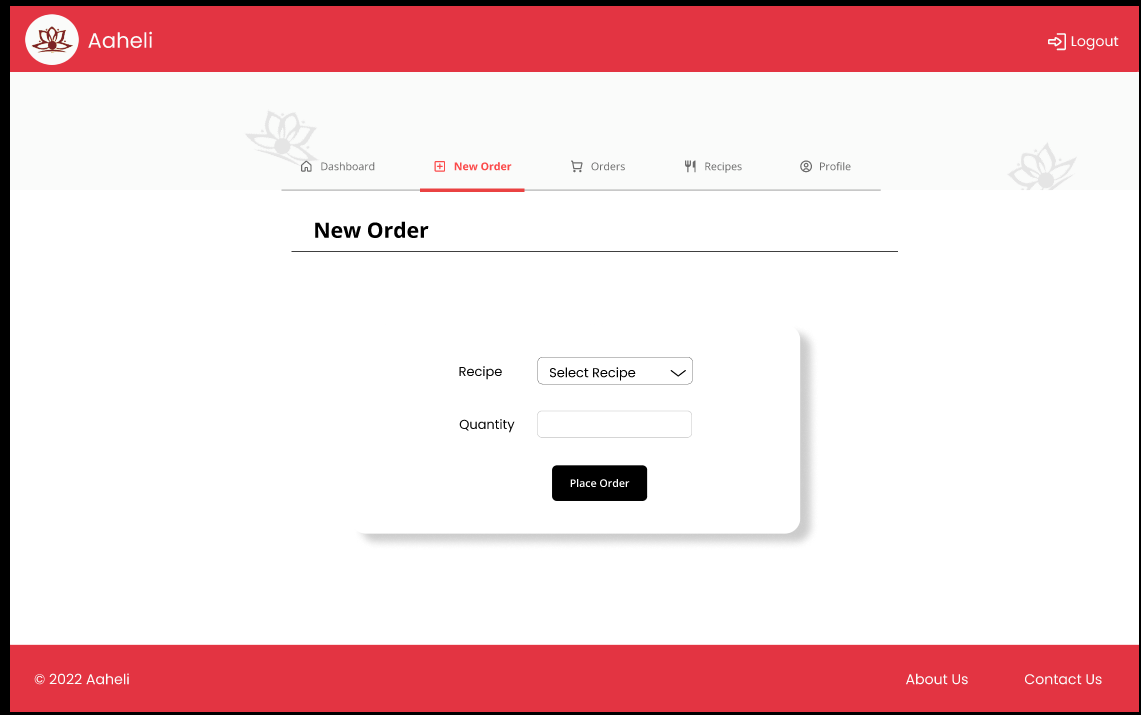 Aaheli
Logout
Dashboard
New Order
Orders
Recipes
Profile
New Order
Recipe
Select Recipe
Quantity
Place Order
© 2022 Aaheli
About Us
Contact Us